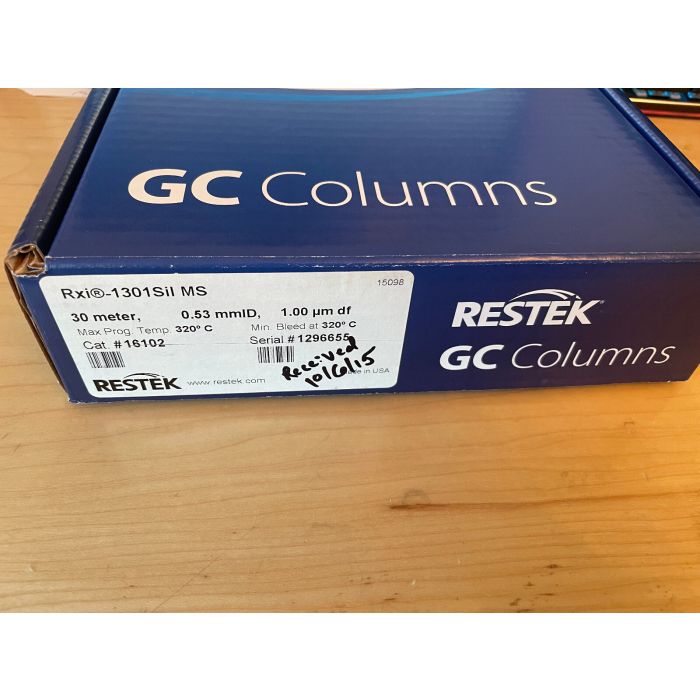 GC Columns
Rxi®-1301Sil MS
15098
30 meter, 0.53 mmID, 1.00 µm df
Max Prog. Temp. 320° C Min. Bleed at 320° C
Cat. #16102 Serial #1296655
RESTEK www.restek.com in USA
Received
10/6/15
RESTEK
GC Columns